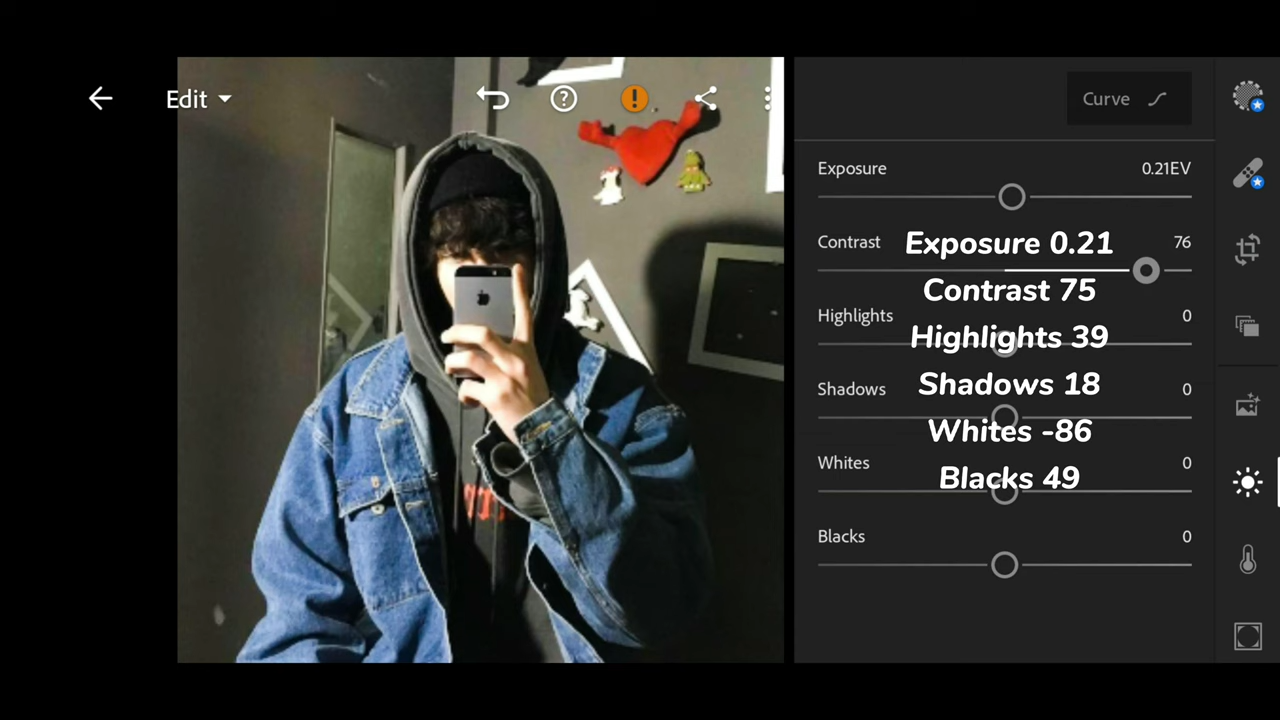 Edit
Curve
Exposure 0.21EV
Contrast 76
Highlights 0
Shadows 0
Whites 0
Blacks 0
Exposure 0.21
Contrast 75
Highlights 39
Shadows 18
Whites -86
Blacks 49